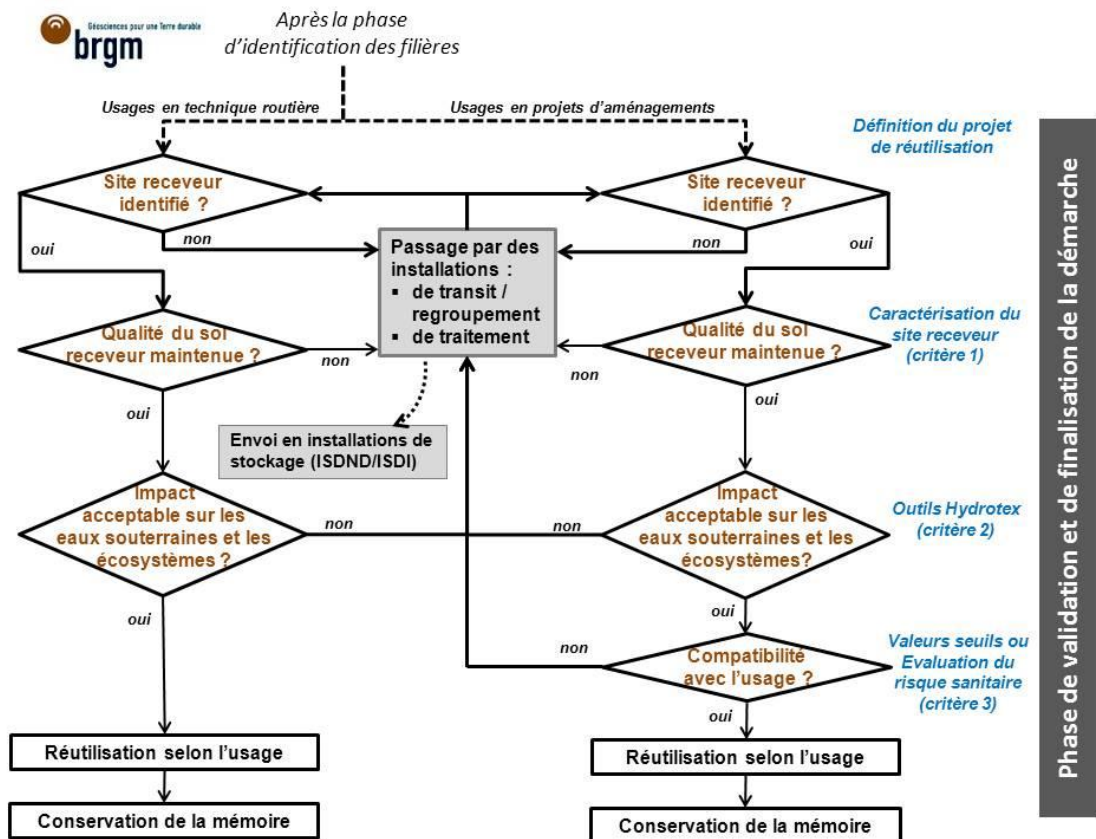 Géosciences pour une Terre durable
brgm
Après la phase
d'identification des filières
Usages en technique routière
Usages en projets d'aménagements
Définition du projet
de réutilisation
Site receveur
identifié ?
Site receveur
identifié ?
oui
non
non
oui
Passage par des
installations :
▪ de transit /
regroupement
▪ de traitement
Qualité du sol
receveur maintenue ?
Qualité du sol
receveur maintenue ?
Caractérisation du
site receveur
(critère 1)
non
non
oui
oui
Envoi en installations de
stockage (ISDND/ISDI)
Impact
acceptable sur les
eaux souterraines et les
écosystèmes ?
non
non
Impact
acceptable sur les
eaux souterraines et les
écosystèmes?
Outils Hydrotex
(critère 2)
oui
oui
non
Compatibilité
avec l'usage ?
Valeurs seuils ou
Evaluation du
risque sanitaire
(critère 3)
oui
Réutilisation selon l'usage
Réutilisation selon l'usage
Conservation de la mémoire
Conservation de la mémoire
Phase de validation et de finalisation de la démarche